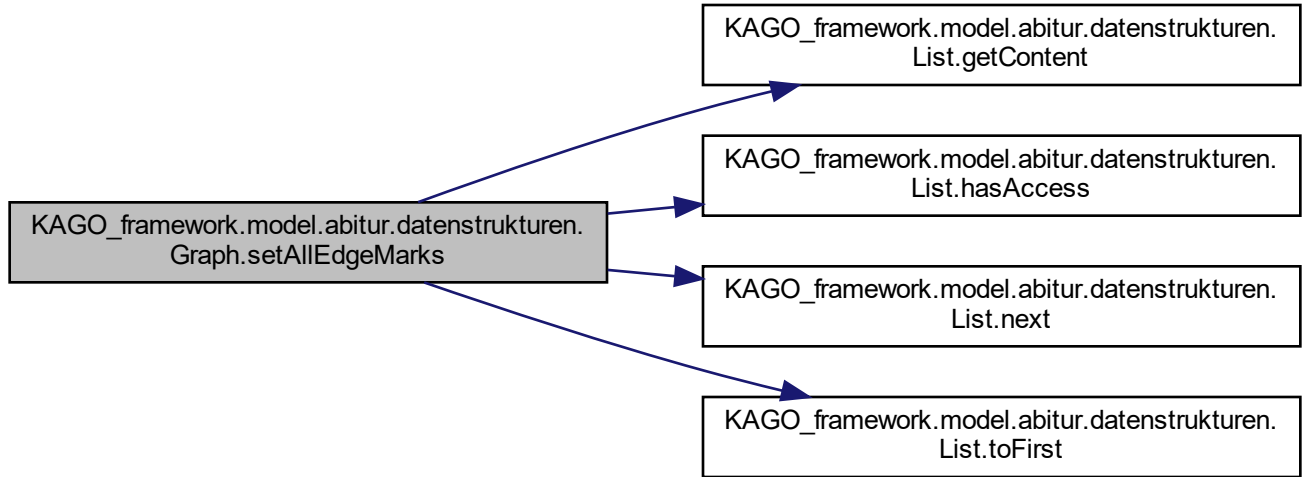 KAGO_framework.model.abitur.datenstrukturen.
Graph.setAllEdgeMarks
KAGO_framework.model.abitur.datenstrukturen.
List.getContent
KAGO_framework.model.abitur.datenstrukturen.
List.hasAccess
KAGO_framework.model.abitur.datenstrukturen.
List.next
KAGO_framework.model.abitur.datenstrukturen.
List.toFirst